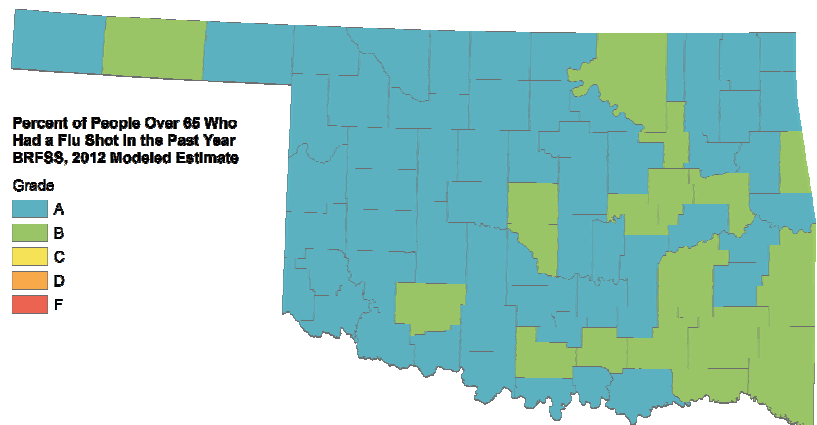 Percent of People Over 65 Who
Had a Flu Shot in the Past Year
BRFSS, 2012 Modeled Estimate
Grade
A
B
C
D
F